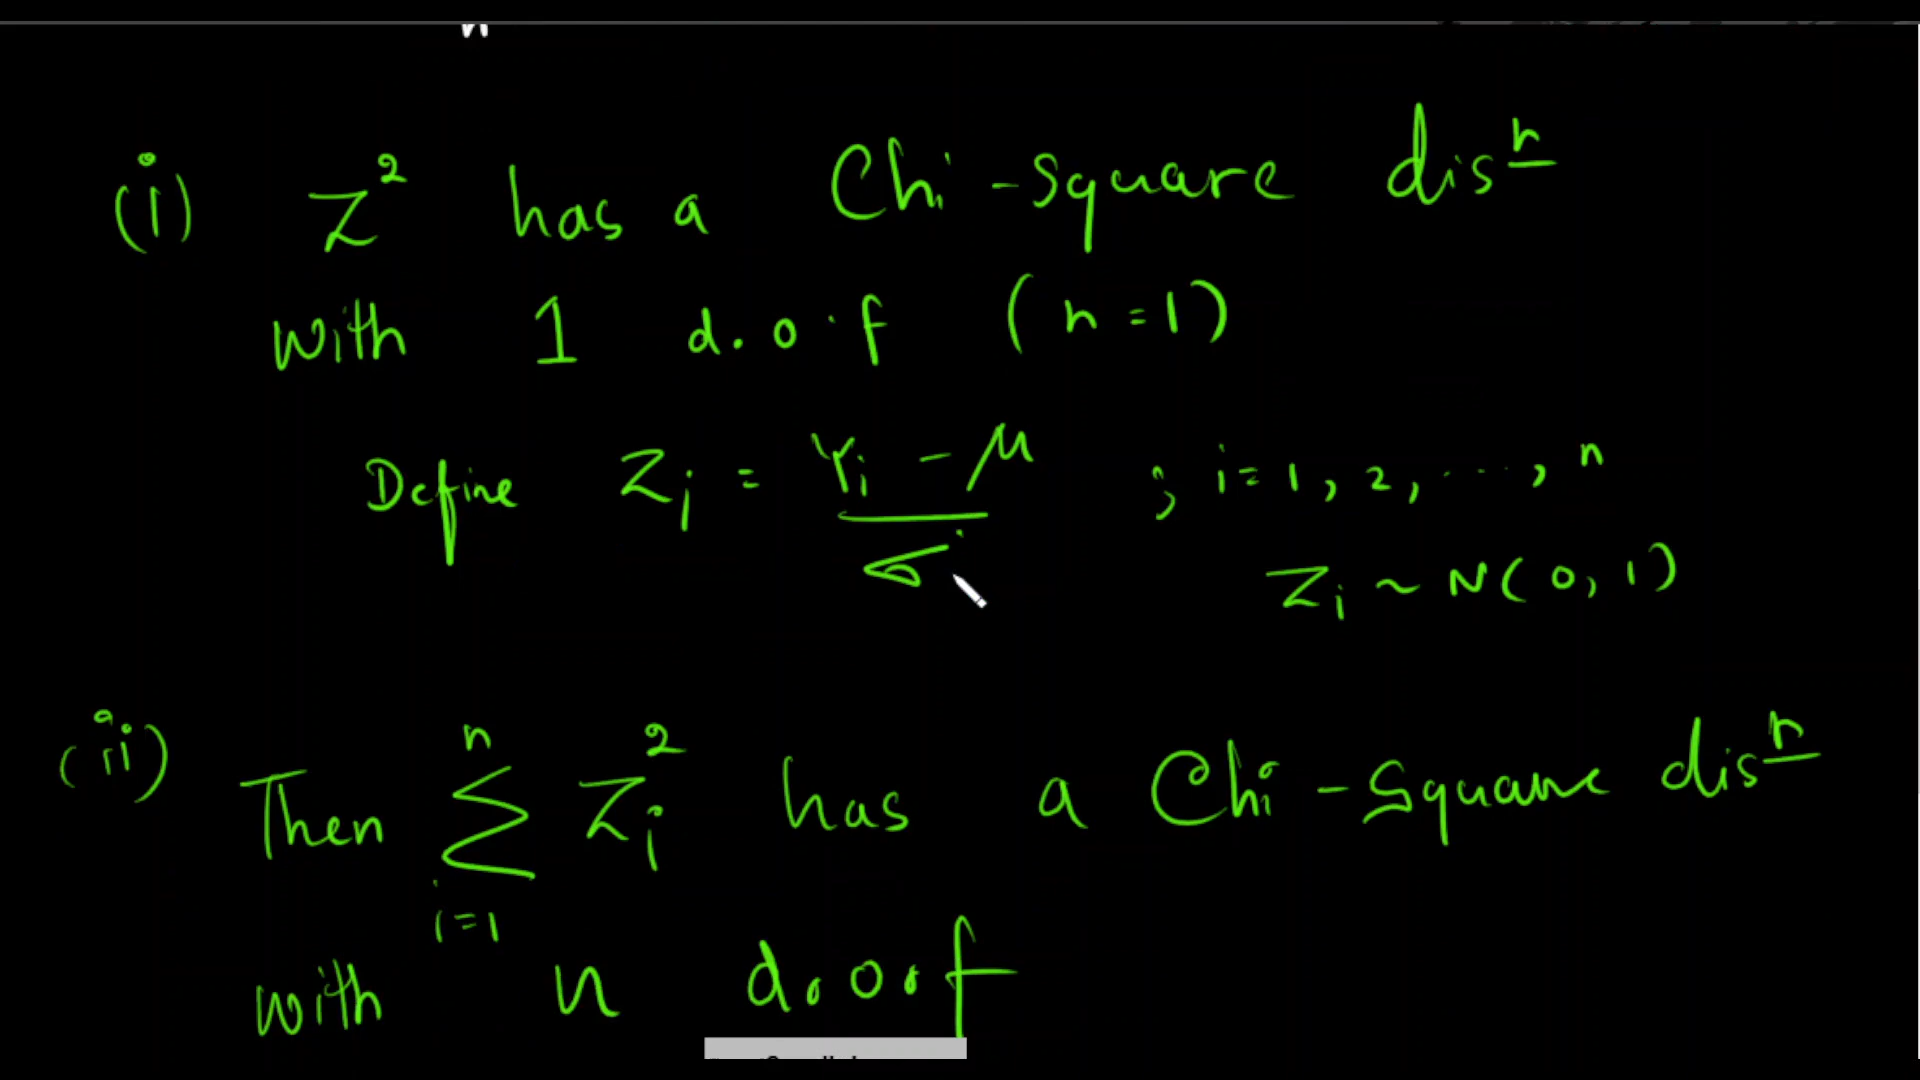 (i) Z² has a Chi-square disⁿ
with 1 d.o.f (n=1)
Define Zᵢ = (Yᵢ - μ)/σ ; i=1, 2, ..., n
Zᵢ ~ N(0, 1)
(ii) Then ∑ᵢ₌₁ⁿ Zᵢ² has a Chi-Square disⁿ
with n d.o.f